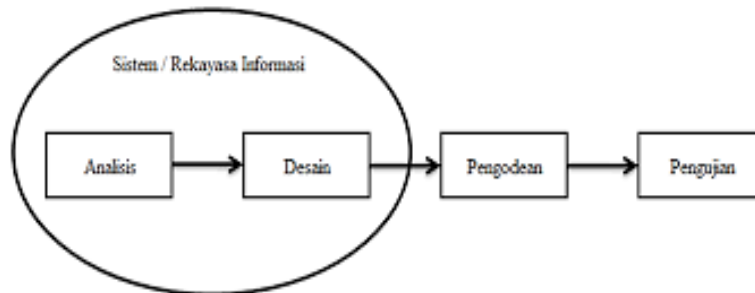 Sistem / Rekayasa Informasi
Analisis
Desain
Pengodean
Pengujian